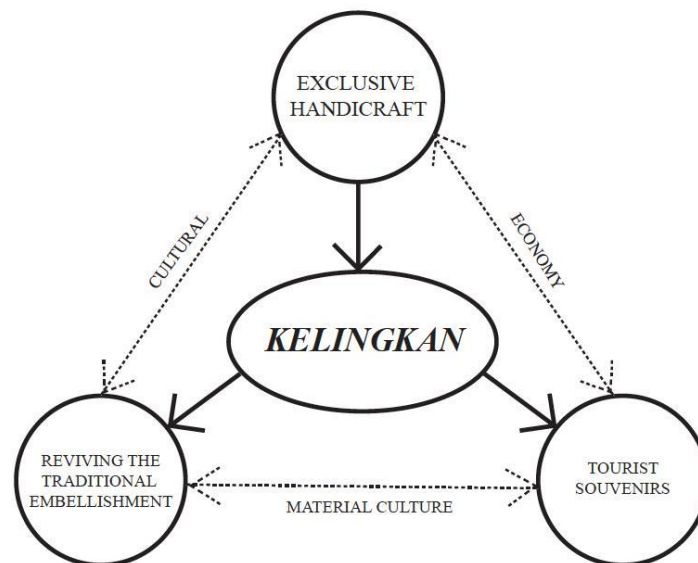 EXCLUSIVE
HANDICRAFT
CULTURAL
ECONOMY
KELINGKAN
REVIVING THE
TRADITIONAL
EMBELLISHMENT
MATERIAL CULTURE
TOURIST
SOUVENIRS